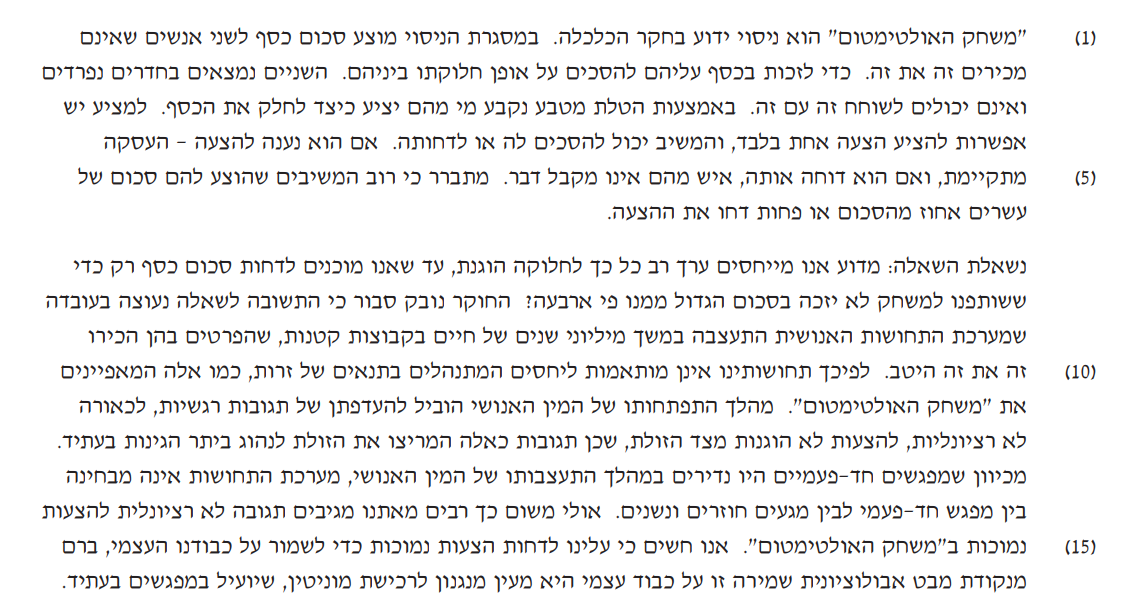 (1) "משחק האולטימטום" הוא ניסוי ידוע בחקר הכלכלה. במסגרת הניסוי מוצע סכום כסף לשני אנשים שאינם
מכירים זה את זה. כדי לזכות בכסף עליהם להסכים על אופן חלוקתו ביניהם. השניים נמצאים בחדרים נפרדים
ואינם יכולים לשוחח זה עם זה. באמצעות הטלת מטבע נקבע מי מהם יציע כיצד לחלק את הכסף. למציע יש
אפשרות להציע הצעה אחת בלבד, והמשיב יכול להסכים לה או לדחותה. אם הוא נענה להצעה - העסקה
(5) מתקיימת, ואם הוא דוחה אותה, איש מהם אינו מקבל דבר. מתברר כי רוב המשיבים שהוצע להם סכום של
עשרים אחוז מהסכום או פחות דחו את ההצעה.
נשאלת השאלה: מדוע אנו מייחסים ערך רב כל כך לחלוקה הוגנת, עד שאנו מוכנים לדחות סכום כסף רק כדי
ששותפנו למשחק לא יזכה בסכום הגדול ממנו פי ארבעה? החוקר נובק סבור כי התשובה לשאלה נעוצה בעובדה
שמערכת התחושות האנושית התעצבה במשך מיליוני שנים של חיים בקבוצות קטנות, שהפרטים בהן הכירו
(10) זה את זה היטב. לפיכך תחושותינו אינן מותאמות ליחסים המתנהלים בתנאים של זרות, כמו אלה המאפיינים
את "משחק האולטימטום". מהלך התפתחותו של המין האנושי הוביל להעדפתן של תגובות רגשיות, לכאורה
לא רציונליות, להצעות לא הוגנות מצד הזולת, שכן תגובות כאלה המריצו את הזולת לנהוג ביתר הגינות בעתיד.
מכיוון שמפגשים חד-פעמיים היו נדירים במהלך התעצבותו של המין האנושי, מערכת התחושות אינה מבחינה
בין מפגש חד-פעמי לבין מגעים חוזרים ונשנים. אולי משום כך רבים מאתנו מגיבים תגובה לא רציונלית להצעות
(15) נמוכות ב"משחק האולטימטום". אנו חשים כי עלינו לדחות הצעות נמוכות כדי לשמור על כבודנו העצמי, ברם
מנקודת מבט אבולוציונית שמירה זו על כבוד עצמי היא מעין מנגנון לרכישת מוניטין, שיועיל במפגשים בעתיד.